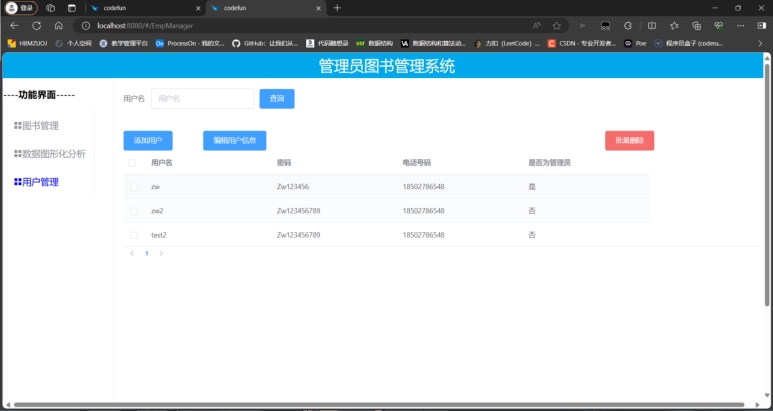 登录
codefun
codefun
localhost:8080/#/EmpManager
HBMZUOJ 个人空间 教学管理平台 ProcessOn - 我的文... GitHub: 让我们从... 代码随想录 数据结构 数据结构和算法动... 力扣 (LeetCode) ... CSDN - 专业开发者... Poe 程序员盒子 (coderu...
管理员图书管理系统
----功能界面-----
图书管理
数据图形化分析
用户管理
用户名 用户名 查询
添加用户 编辑用户信息 批量删除
用户名 密码 电话号码 是否为管理员
zw Zw123456 18502786548 是
zw2 Zw123456789 18502786548 否
test2 Zw123456789 18502786548 否
1